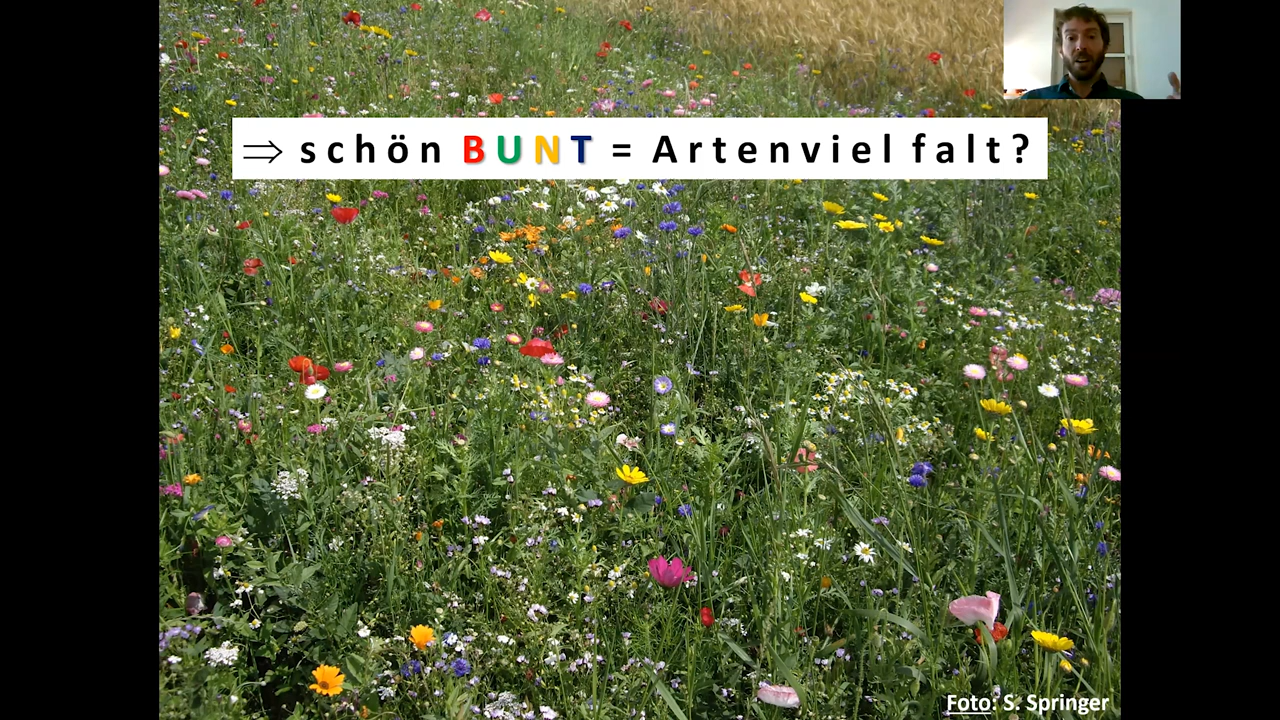 ⇒ schön BUNT = Artenvielfalt?
Foto: S. Springer